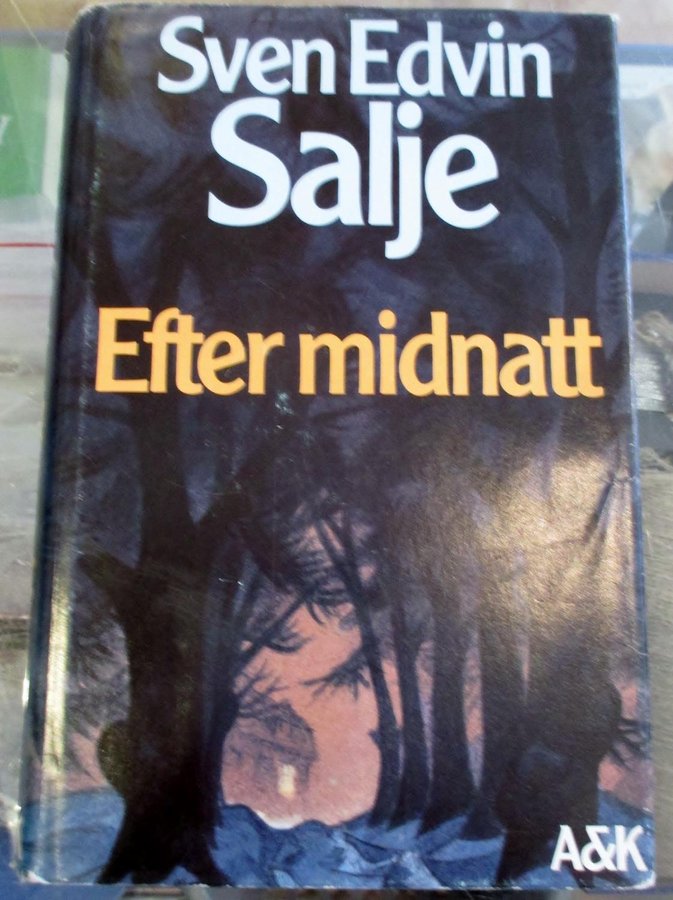 Sven Edvin
Salje
Efter midnatt
A&K